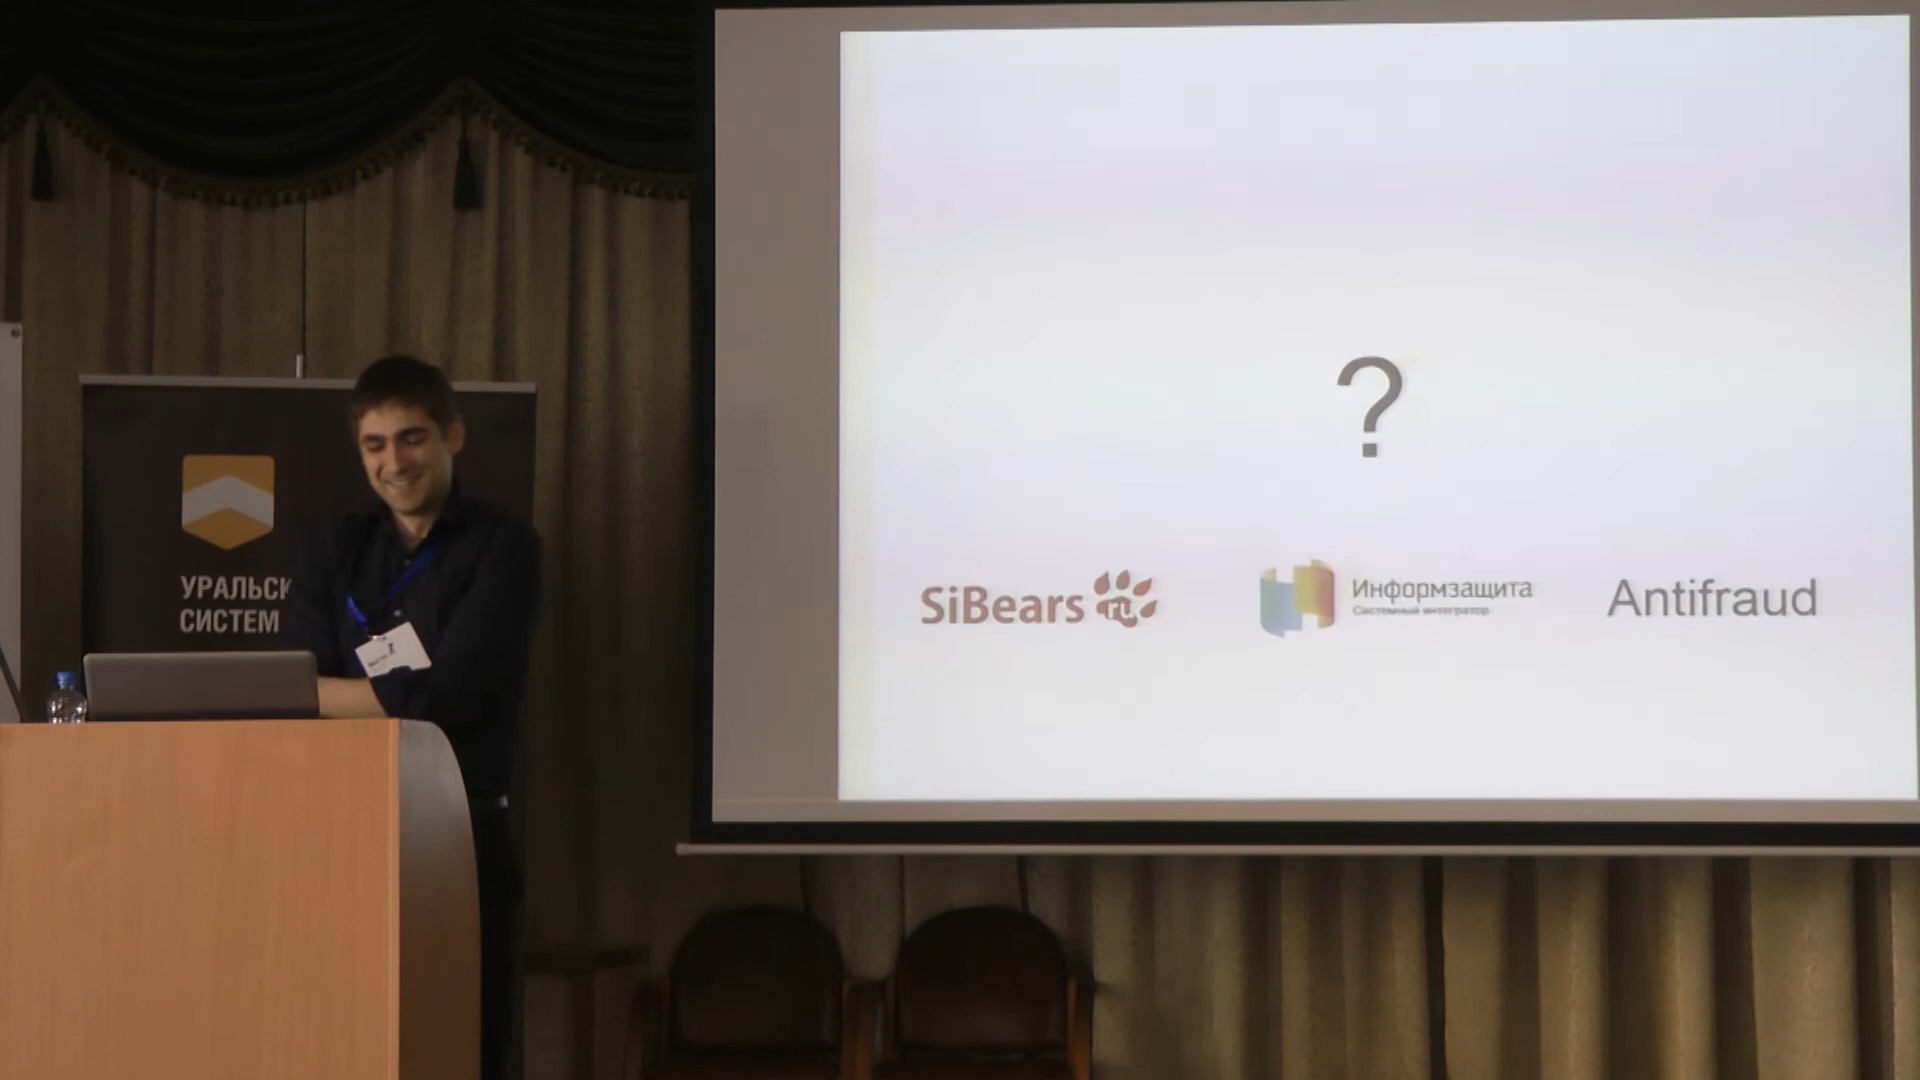 УРАЛЬСК
СИСТЕМ
?
SiBears ru
Информзащита
Системный интегратор
Antifraud